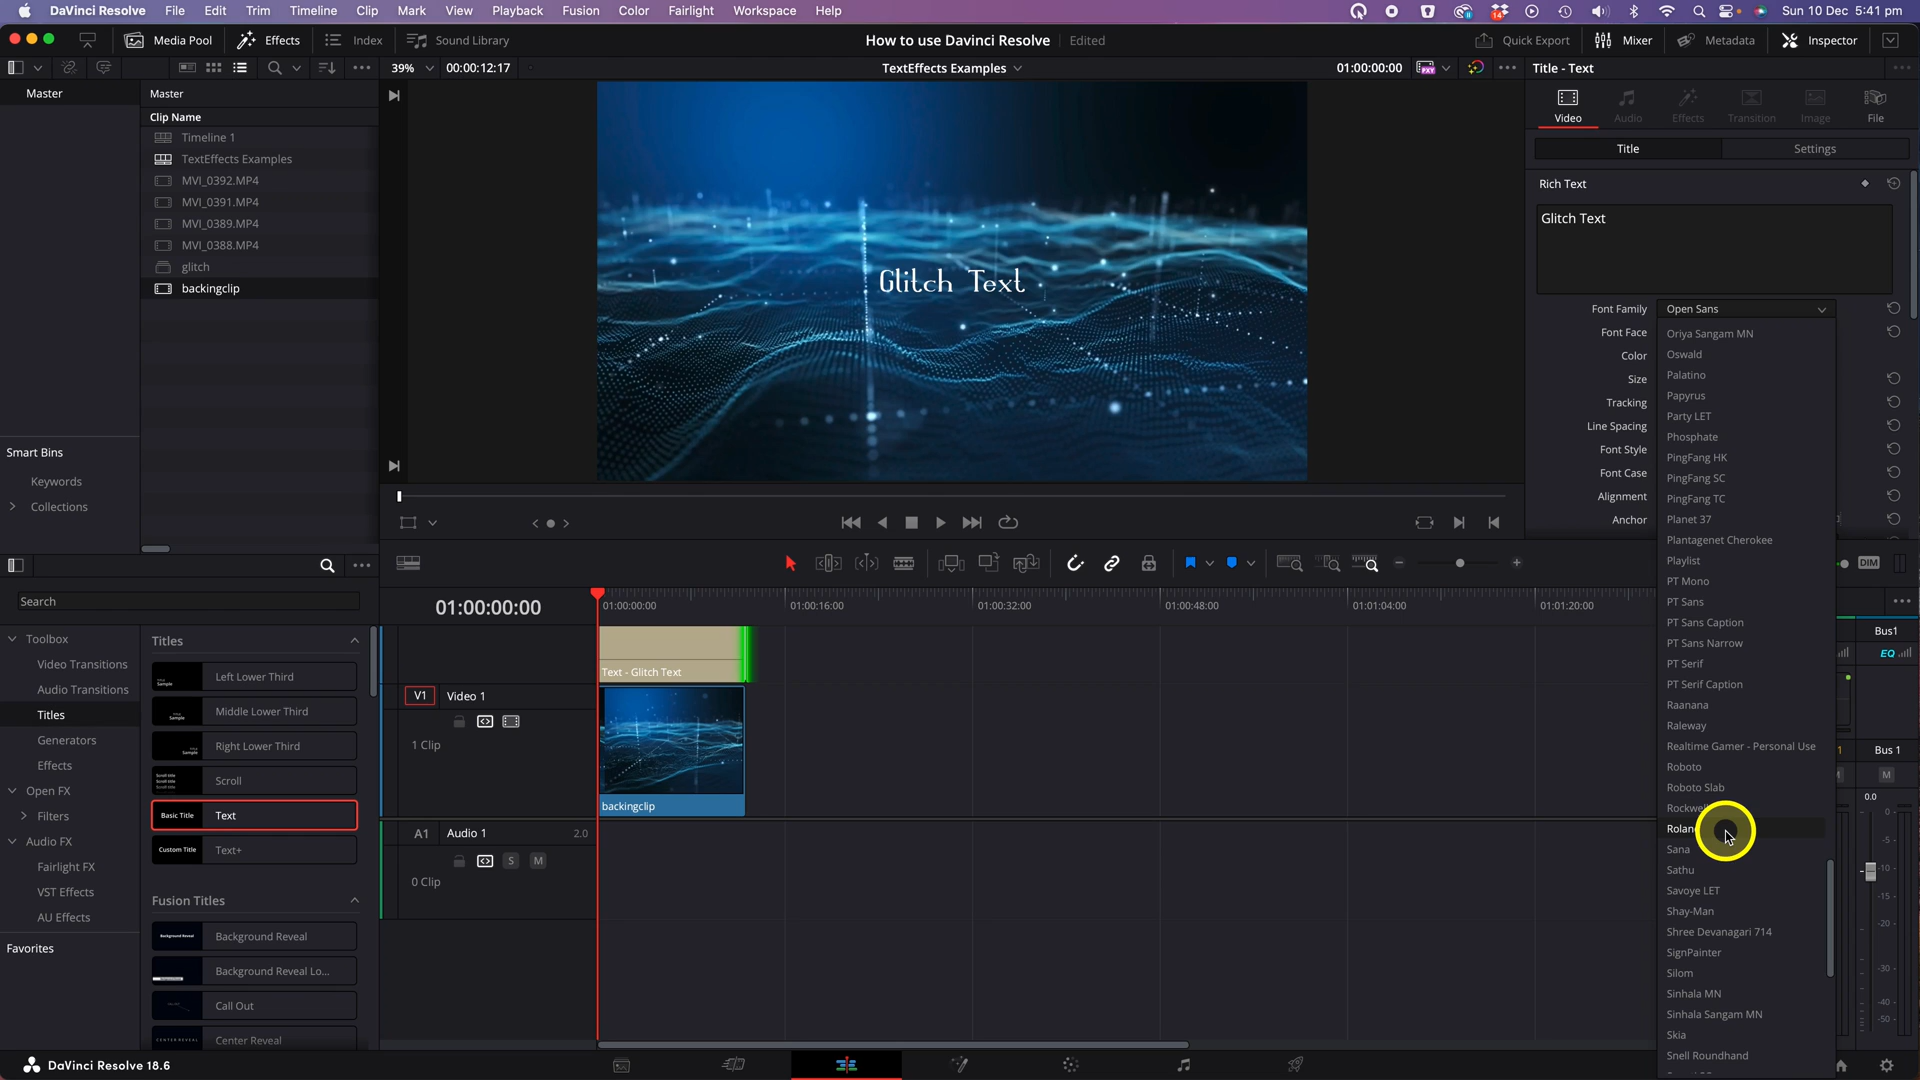 DaVinci Resolve File Edit Trim Timeline Clip Mark View Playback Fusion Color Fairlight Workspace Help
Sun 10 Dec 5:41 pm
Media Pool Effects Index Sound Library
How to use Davinci Resolve Edited
Quick Export Mixer Metadata Inspector
39% 00:00:12:17
TextEffects Examples
01:00:00:00
Title - Text
Master
Master
Clip Name
Timeline 1
TextEffects Examples
MVI_0392.MP4
MVI_0391.MP4
MVI_0389.MP4
MVI_0388.MP4
glitch
backingclip
Smart Bins
Keywords
Collections
Glitch Text
Video Audio Effects Transition Image File
Title Settings
Rich Text
Glitch Text
Font Family
Font Face
Color
Size
Tracking
Line Spacing
Font Style
Font Case
Alignment
Anchor
Open Sans
Oriya Sangam MN
Oswald
Palatino
Papyrus
Party LET
Phosphate
PingFang HK
PingFang SC
PingFang TC
Planet 37
Plantagenet Cherokee
Playlist
PT Mono
PT Sans
PT Sans Caption
PT Sans Narrow
PT Serif
PT Serif Caption
Raanana
Raleway
Realtime Gamer - Personal Use
Roboto
Roboto Slab
Sana
Sathu
Savoye LET
Shay-Man
Shree Devanagari 714
SignPainter
Silom
Sinhala MN
Sinhala Sangam MN
Skia
Snell Roundhand
Search
Toolbox
Video Transitions
Audio Transitions
Titles
Generators
Effects
Open FX
Filters
Audio FX
Fairlight FX
VST Effects
AU Effects
Favorites
Titles
Left Lower Third
Middle Lower Third
Right Lower Third
Scroll
Basic Title Text
Custom Title Text+
Fusion Titles
Background Reveal
Background Reveal Lo...
Call Out
Center Reveal
01:00:00:00
01:00:00:00 01:00:16:00 01:00:32:00 01:00:48:00 01:01:04:00 01:01:20:00
Text - Glitch Text
V1 Video 1
1 Clip
backingclip
A1 Audio 1 2.0
S M
0 Clip
DIM
Bus1
EQ
Bus 1
M
0.0
0
-5
-10
-15
-20
-30
-40
-50
DaVinci Resolve 18.6